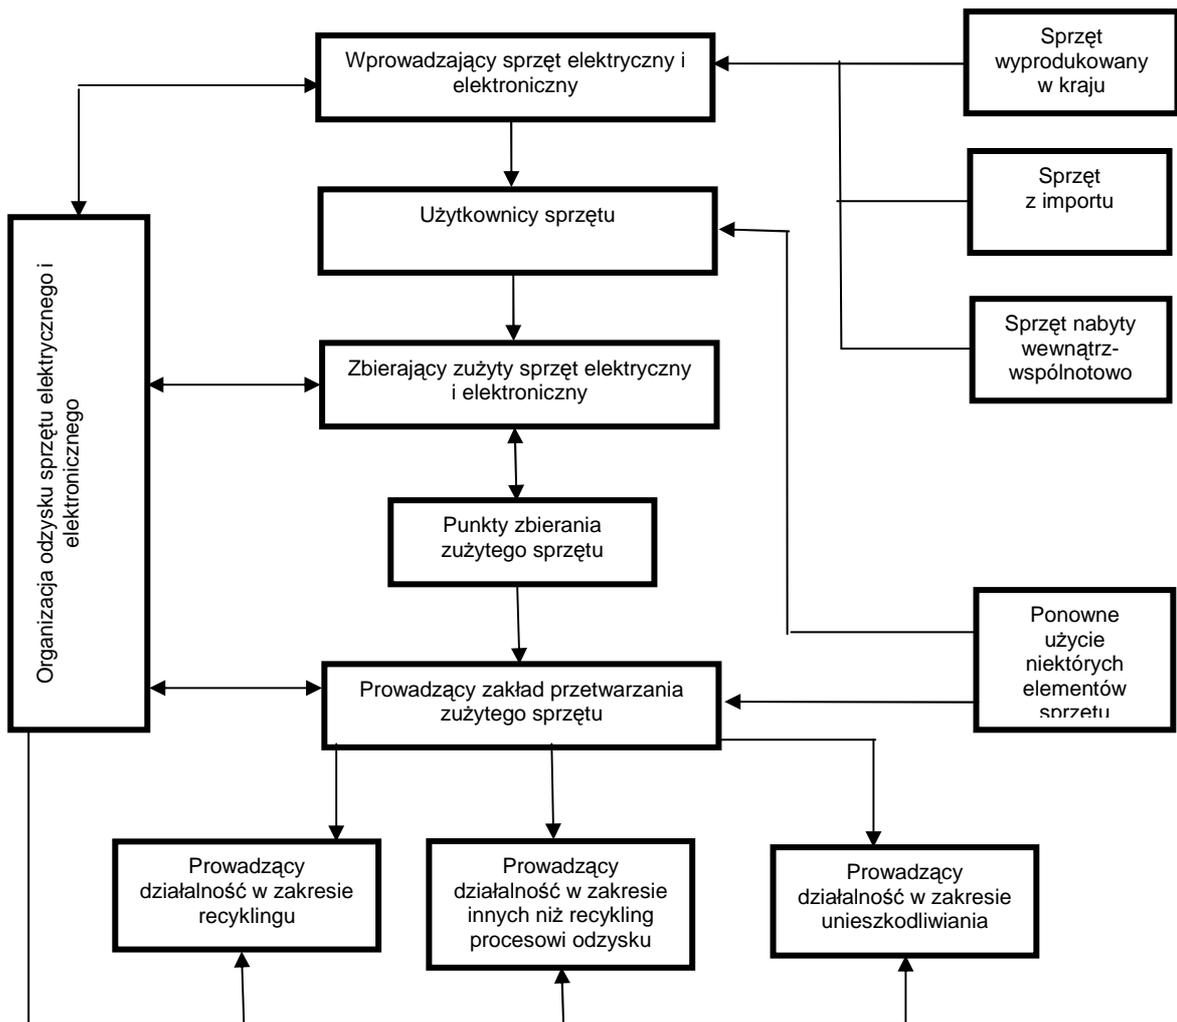 Wprowadzający sprzęt elektryczny i
elektroniczny
Sprzęt
wyprodukowany
w kraju
Użytkownicy sprzętu
Sprzęt
z importu
Organizacja odzysku sprzętu elektrycznego i
elektronicznego
Zbierający zużyty sprzęt elektryczny
i elektroniczny
Sprzęt nabyty
wewnątrz-
wspólnotowo
Punkty zbierania
zużytego sprzętu
Ponowne
użycie
niektórych
elementów
sprzętu
Prowadzący zakład przetwarzania
zużytego sprzętu
Prowadzący
działalność w zakresie
recyklingu
Prowadzący
działalność w zakresie
innych niż recykling
procesowi odzysku
Prowadzący
działalność w zakresie
unieszkodliwiania